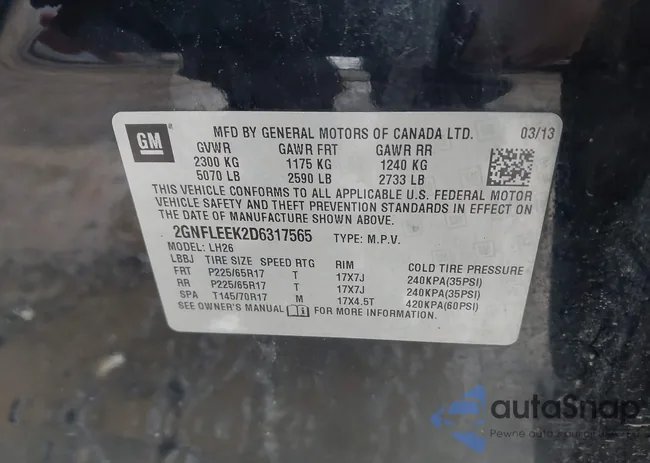 GM
MFD BY GENERAL MOTORS OF CANADA LTD. 03/13
GVWR GAWR FRT GAWR RR
2300 KG 1175 KG 1240 KG
5070 LB 2590 LB 2733 LB
THIS VEHICLE CONFORMS TO ALL APPLICABLE U.S. FEDERAL MOTOR
VEHICLE SAFETY AND THEFT PREVENTION STANDARDS IN EFFECT ON
THE DATE OF MANUFACTURE SHOWN ABOVE.
2GNFLEEK2D6317565 TYPE: M.P.V.
MODEL: LH26
LBBJ TIRE SIZE SPEED RTG RIM COLD TIRE PRESSURE
FRT P225/65R17 T 17X7J 240KPA(35PSI)
RR P225/65R17 T 17X7J 240KPA(35PSI)
SPA T145/70R17 M 17X4.5T 420KPA(60PSI)
SEE OWNER'S MANUAL FOR MORE INFORMATION.
autoSnap
Pewne auto z aukcji